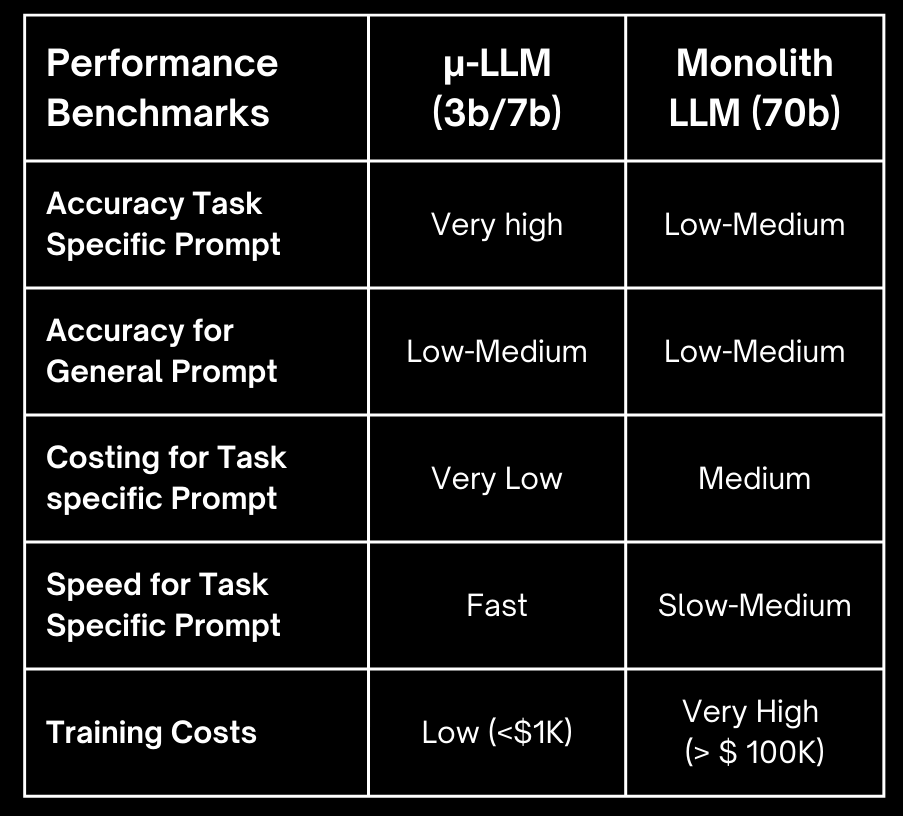 Performance
Benchmarks
µ-LLM
(3b/7b)
Monolith
LLM (70b)
Accuracy Task
Specific Prompt
Very high
Low-Medium
Accuracy for
General Prompt
Low-Medium
Low-Medium
Costing for Task
specific Prompt
Very Low
Medium
Speed for Task
Specific Prompt
Fast
Slow-Medium
Training Costs
Low (<$1K)
Very High
(> $ 100K)